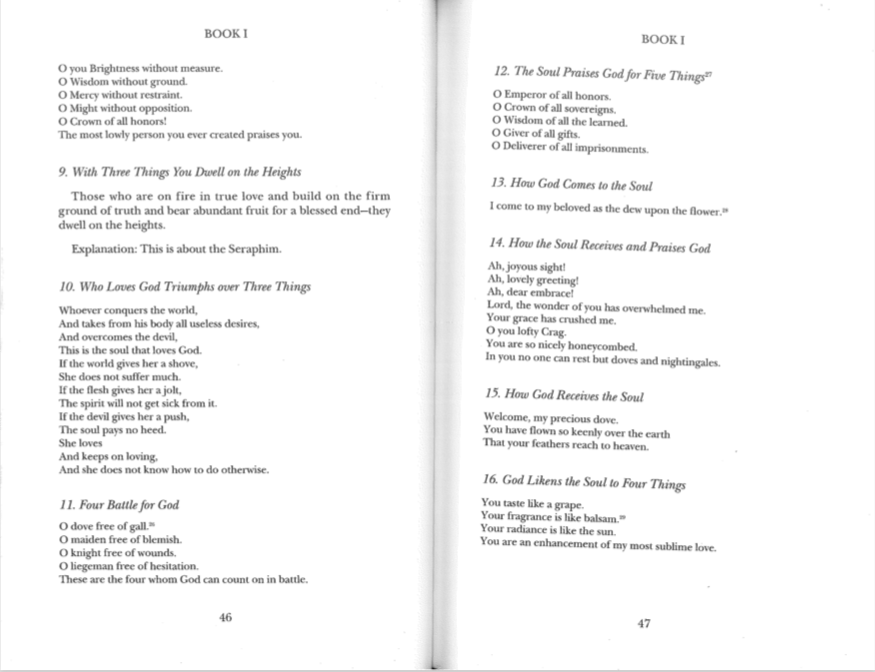 BOOK I
O you Brightness without measure.
O Wisdom without ground.
O Mercy without restraint.
O Might without opposition.
O Crown of all honors!
The most lowly person you ever created praises you.
9. With Three Things You Dwell on the Heights
Those who are on fire in true love and build on the firm
ground of truth and bear abundant fruit for a blessed end—they
dwell on the heights.
Explanation: This is about the Seraphim.
10. Who Loves God Triumphs over Three Things
Whoever conquers the world,
And takes from his body all useless desires,
And overcomes the devil,
This is the soul that loves God.
If the world gives her a shove,
She does not suffer much.
If the flesh gives her a jolt,
The spirit will not get sick from it.
If the devil gives her a push,
The soul pays no heed.
She loves
And keeps on loving,
And she does not know how to do otherwise.
11. Four Battle for God
O dove free of gall.
O maiden free of blemish.
O knight free of wounds.
O liegeman free of hesitation.
These are the four whom God can count on in battle.
46
BOOK I
12. The Soul Praises God for Five Things27
O Emperor of all honors.
O Crown of all sovereigns.
O Wisdom of all the learned.
O Giver of all gifts.
O Deliverer of all imprisonments.
13. How God Comes to the Soul
I come to my beloved as the dew upon the flower.
14. How the Soul Receives and Praises God
Ah, joyous sight!
Ah, lovely greeting!
Ah, dear embrace!
Lord, the wonder of you has overwhelmed me.
Your grace has crushed me.
O you lofty Crag.
You are so nicely honeycombed.
In you no one can rest but doves and nightingales.
15. How God Receives the Soul
Welcome, my precious dove.
You have flown so keenly over the earth
That your feathers reach to heaven.
16. God Likens the Soul to Four Things
You taste like a grape.
Your fragrance is like balsam.
Your radiance is like the sun.
You are an enhancement of my most sublime love.
47